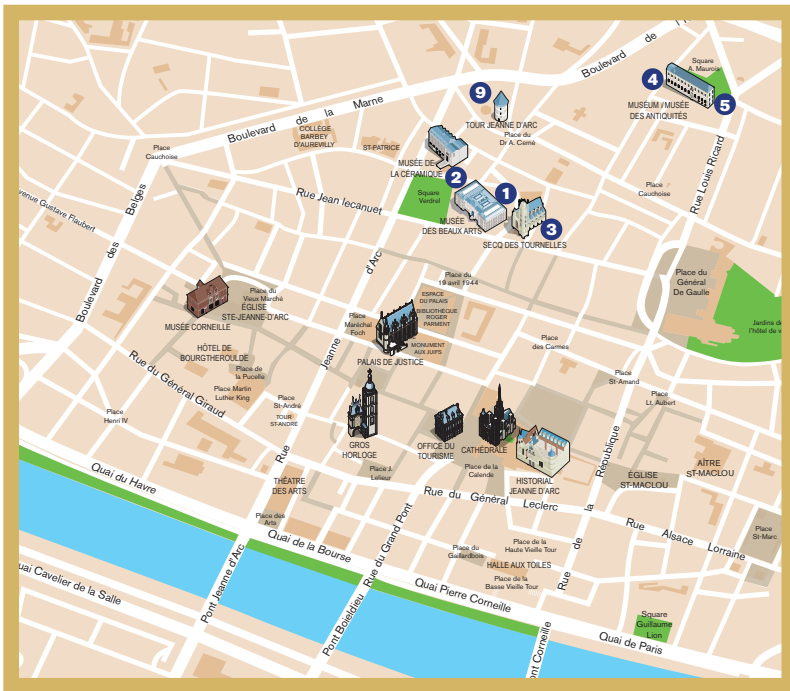 Boulevard de l'
Square
A. Maurois
4
9
5
MUSÉUM / MUSÉE
DES ANTIQUITÉS
Boulevard de la Marne
TOUR JEANNE D'ARC
Place du
Dr A. Cerné
COLLÈGE
BARBEY
D'AUREVILLY
ST-PATRICE
Place
Cauchoise
MUSÉE DE
LA CÉRAMIQUE
2
1
Rue Louis Ricard
Place
Cauchoise
Rue Jean lecanuet
Square
Verdrel
MUSÉE
DES BEAUX ARTS
3
SECQ DES TOURNELLES
venue Gustave Flaubert
Boulevard des Belges
Place du
19 avril 1944
Place du
Général
De Gaulle
Place du
Vieux Marché
ÉGLISE
STE-JEANNE-D'ARC
MUSÉE CORNEILLE
ESPACE
DU PALAIS
BIBLIOTHÈQUE
ROGER
PARMENT
Place
Maréchal
Foch
MONUMENT
AUX JUIFS
PALAIS DE JUSTICE
Place
des Carmes
Jardins de
l'hôtel de v
HÔTEL DE
BOURGTHEROULDE
Place de
la Pucelle
Place Martin
Luther King
Rue du Général Giraud
Rue Jeanne d'Arc
Place
St-Amand
Place
Lt. Aubert
Place
Henri IV
Place
St-André
TOUR
ST-ANDRÉ
GROS
HORLOGE
OFFICE DU
TOURISME
CATHÉDRALE
HISTORIAL
JEANNE D'ARC
Place J.
Lelieur
Place de la
Calende
ÉGLISE
ST-MACLOU
AÎTRE
ST-MACLOU
Quai du Havre
THÉÂTRE
DES ARTS
Place des
Arts
Rue du Général Leclerc
Rue de la République
Rue Alsace Lorraine
Place
St-Marc
Quai de la Bourse
Rue du Grand Pont
Place du
Gaillardbois
Place de la
Haute Vieille Tour
HALLE AUX TOILES
Place de la
Basse Vieille Tour
uai Cavelier de la Salle
Pont Jeanne d'Arc
Pont Boieldieu
Quai Pierre Corneille
ont Corneille
Square
Guillaume
Lion
Quai de Paris